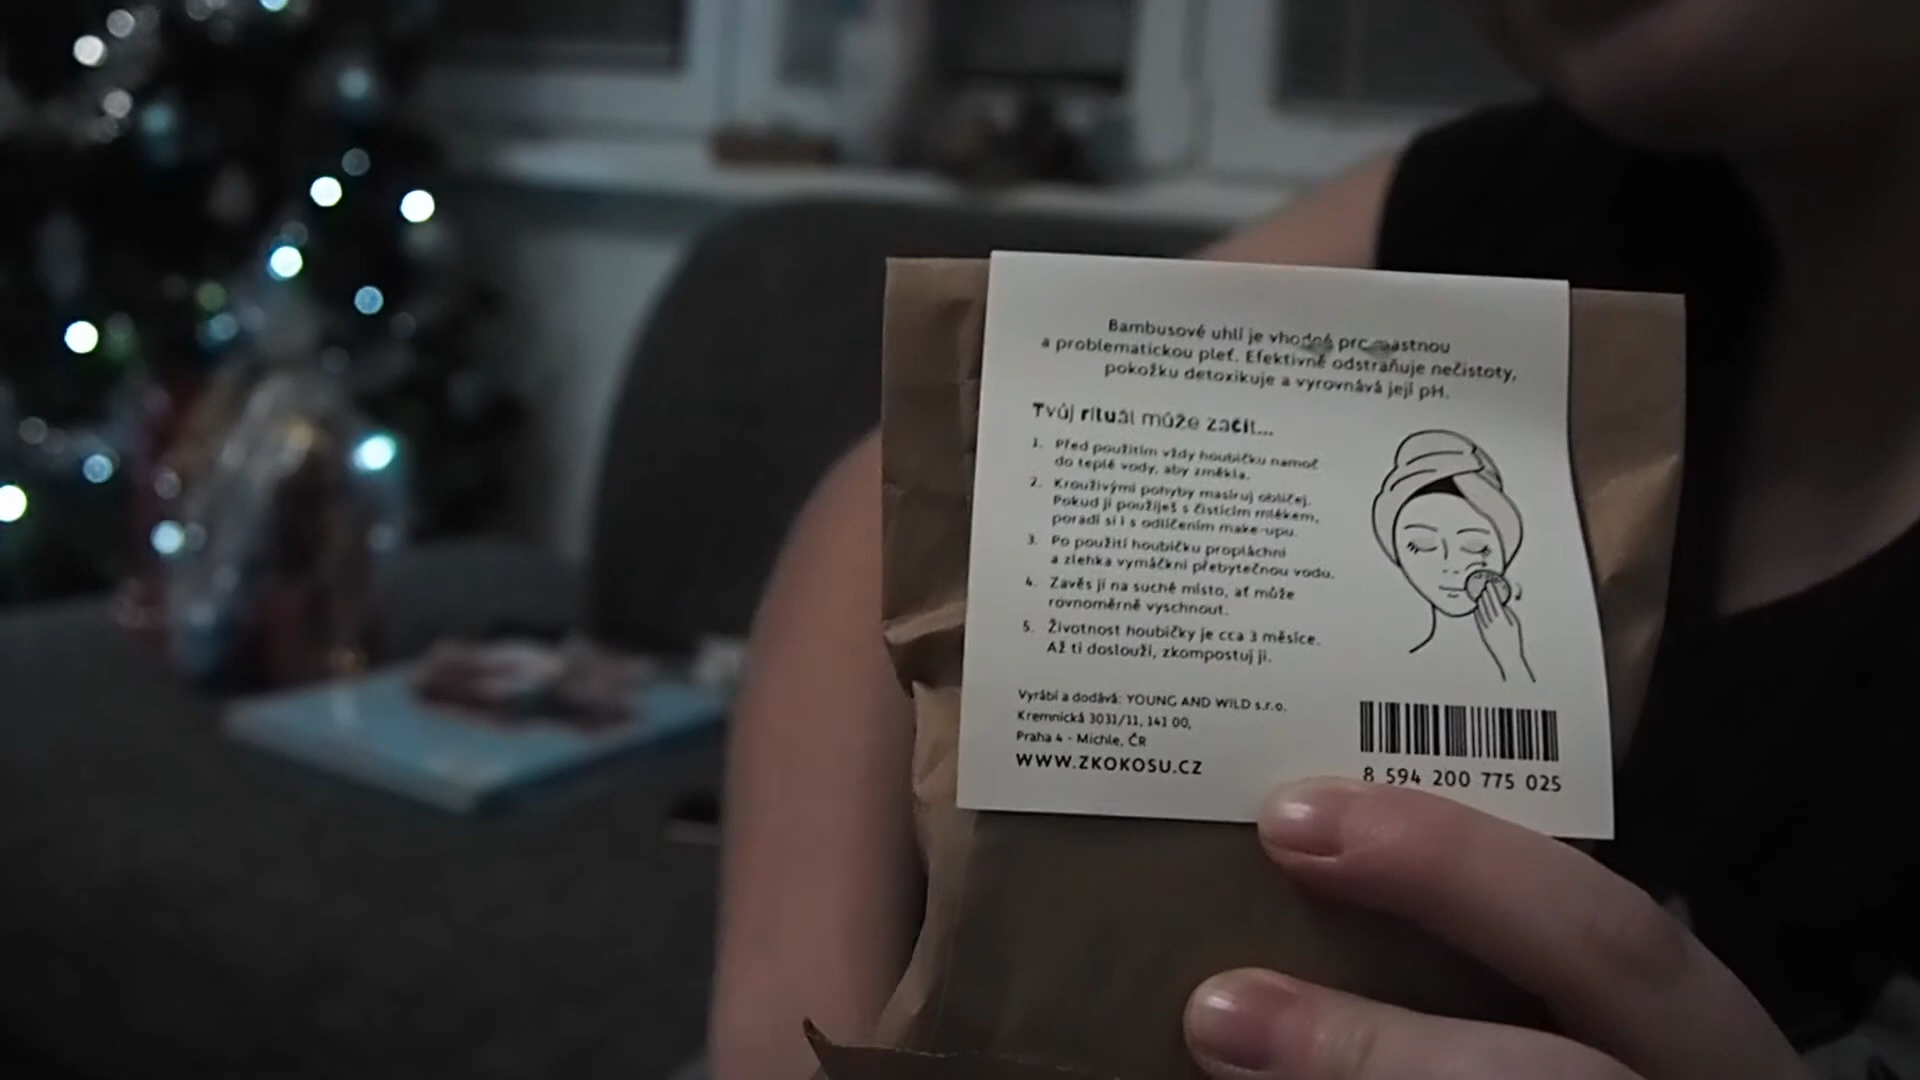 Bambusové uhlí je vhodné pro mastnou
a problematickou pleť. Efektivně odstraňuje nečistoty,
pokožku detoxikuje a vyrovnává její pH.
Tvůj rituál může začít...
1. Před použitím vždy houbičku namoč
do teplé vody, aby změkla.
2. Krouživými pohyby masíruj obličej.
Pokud ji použiješ s čisticím mlékem,
poradí si i s odlíčením make-upu.
3. Po použití houbičku propláchni
a zlehka vymáčkni přebytečnou vodu.
4. Zavěs ji na suché místo, ať může
rovnoměrně vyschnout.
5. Životnost houbičky je cca 3 měsíce.
Až ti doslouží, zkompostuj ji.
Vyrábí a dodává: YOUNG AND WILD s.r.o.
Kremnická 3031/11, 141 00,
Praha 4 - Michle, ČR
WWW.ZKOKOSU.CZ
8 594 200 775 025